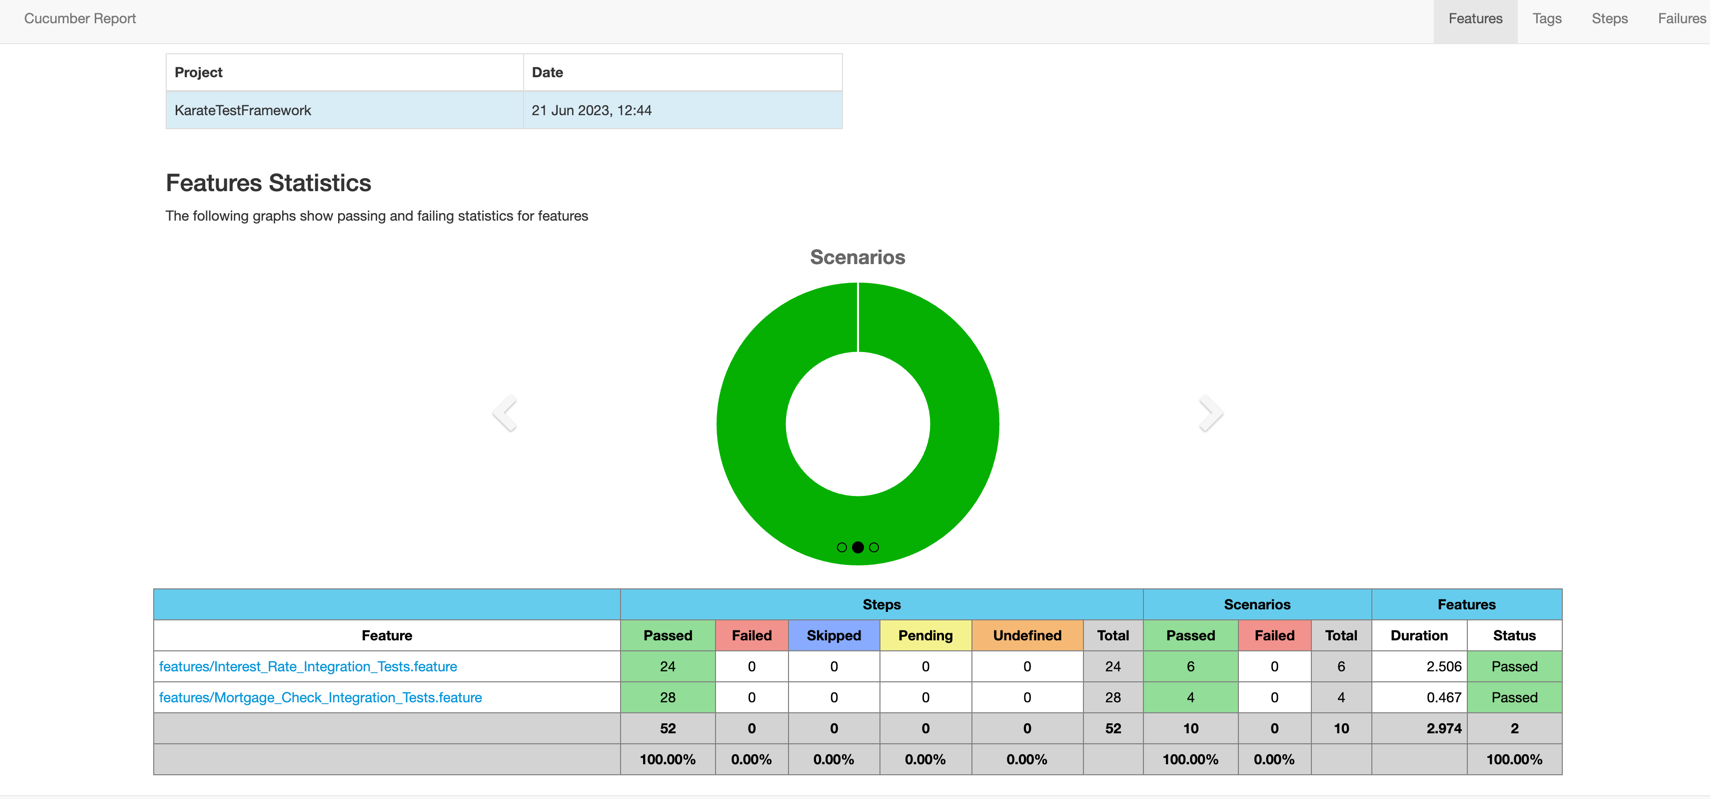 Cucumber Report Features Tags Steps Failures
Project Date
KarateTestFramework 21 Jun 2023, 12:44
Features Statistics
The following graphs show passing and failing statistics for features
Scenarios
Steps Scenarios Features
Feature Passed Failed Skipped Pending Undefined Total Passed Failed Total Duration Status
features/Interest_Rate_Integration_Tests.feature 24 0 0 0 0 24 6 0 6 2.506 Passed
features/Mortgage_Check_Integration_Tests.feature 28 0 0 0 0 28 4 0 4 0.467 Passed
52 0 0 0 0 52 10 0 10 2.974 2
100.00% 0.00% 0.00% 0.00% 0.00% 100.00% 0.00% 100.00%